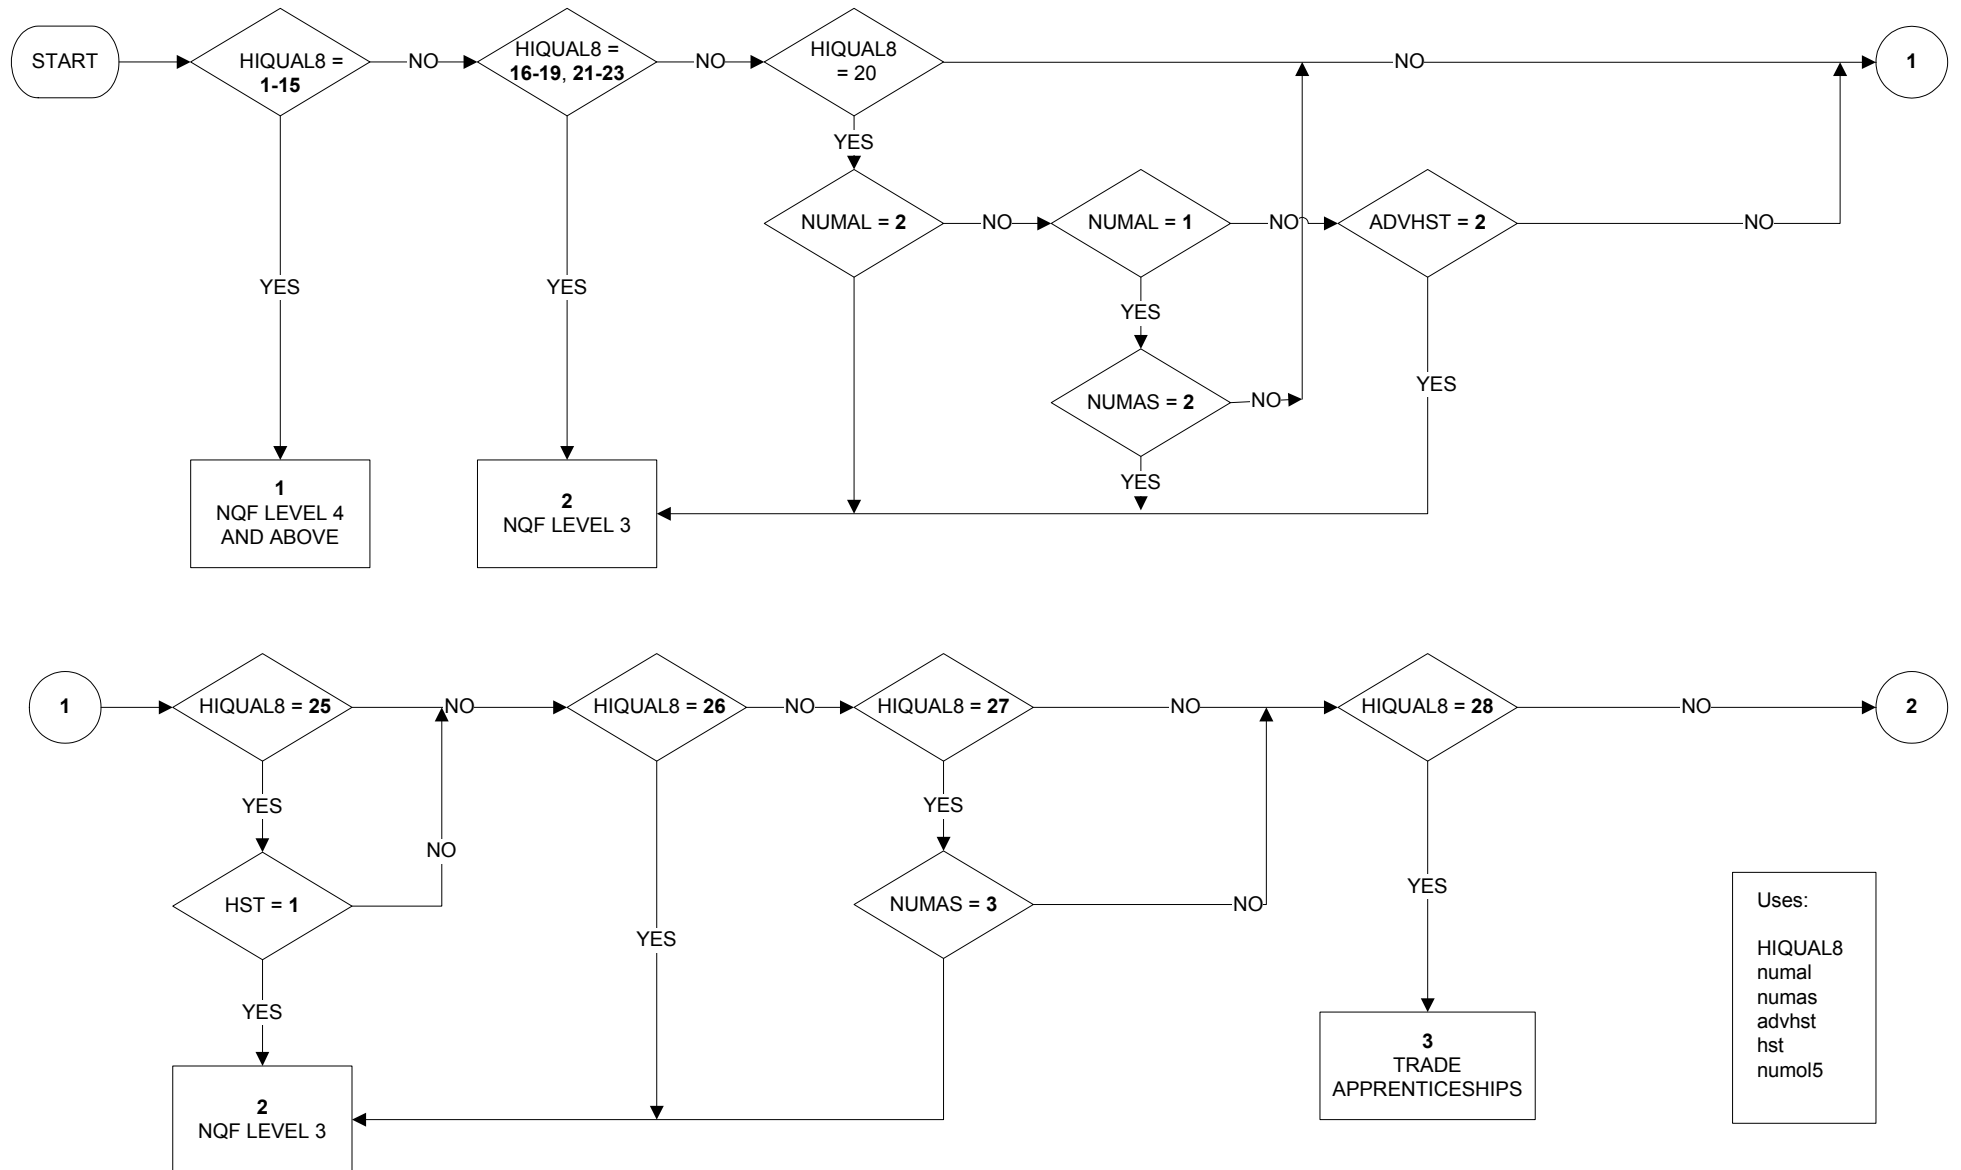 START
HIQUAL8 =
1-15
NO
HIQUAL8 =
16-19, 21-23
NO
HIQUAL8
= 20
NO
1
YES
NUMAL = 2
NO
NUMAL = 1
NO
ADVHST = 2
NO
YES
YES
YES
NUMAS = 2
NO
YES
YES
1
NQF LEVEL 4
AND ABOVE
2
NQF LEVEL 3
1
HIQUAL8 = 25
NO
HIQUAL8 = 26
NO
HIQUAL8 = 27
NO
HIQUAL8 = 28
NO
2
YES
YES
NO
HST = 1
NUMAS = 3
NO
YES
YES
YES
2
NQF LEVEL 3
3
TRADE
APPRENTICESHIPS
Uses:
HIQUAL8
numal
numas
advhst
hst
numol5